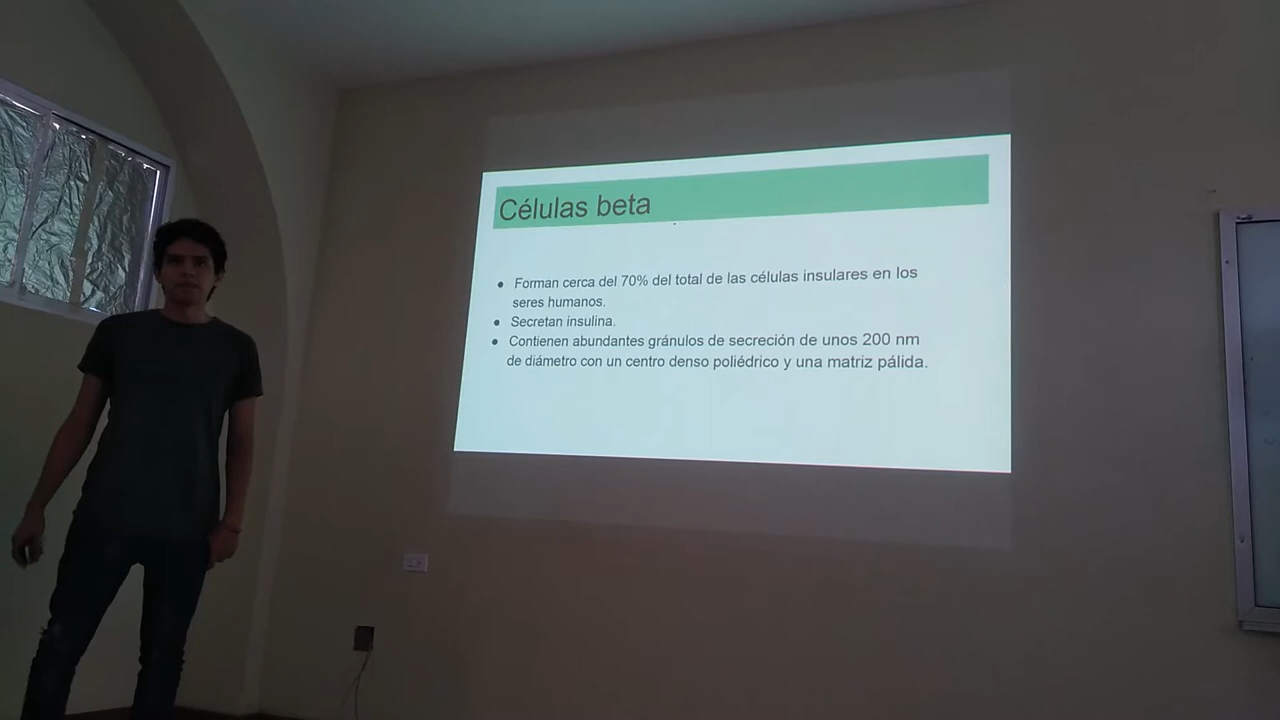 Células beta
● Forman cerca del 70% del total de las células insulares en los
seres humanos.
● Secretan insulina.
● Contienen abundantes gránulos de secreción de unos 200 nm
de diámetro con un centro denso poliédrico y una matriz pálida.